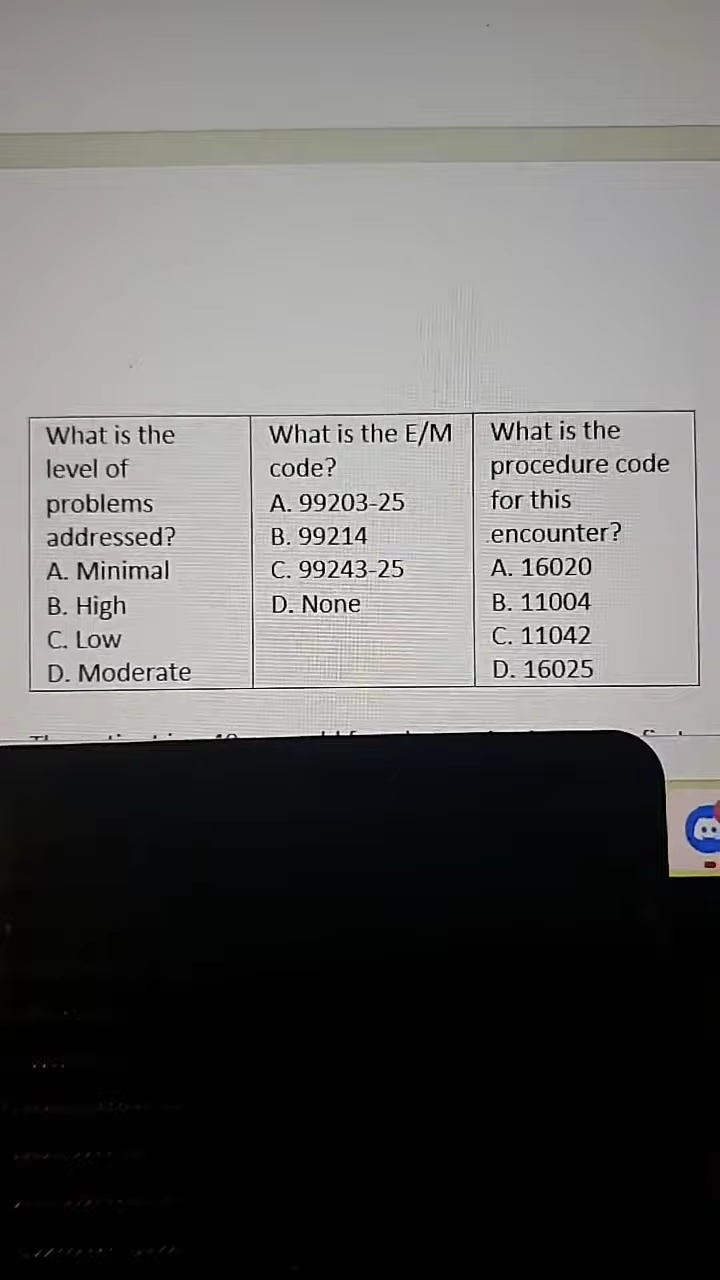 What is the
level of
problems
addressed?
A. Minimal
B. High
C. Low
D. Moderate
What is the E/M
code?
A. 99203-25
B. 99214
C. 99243-25
D. None
What is the
procedure code
for this
encounter?
A. 16020
B. 11004
C. 11042
D. 16025